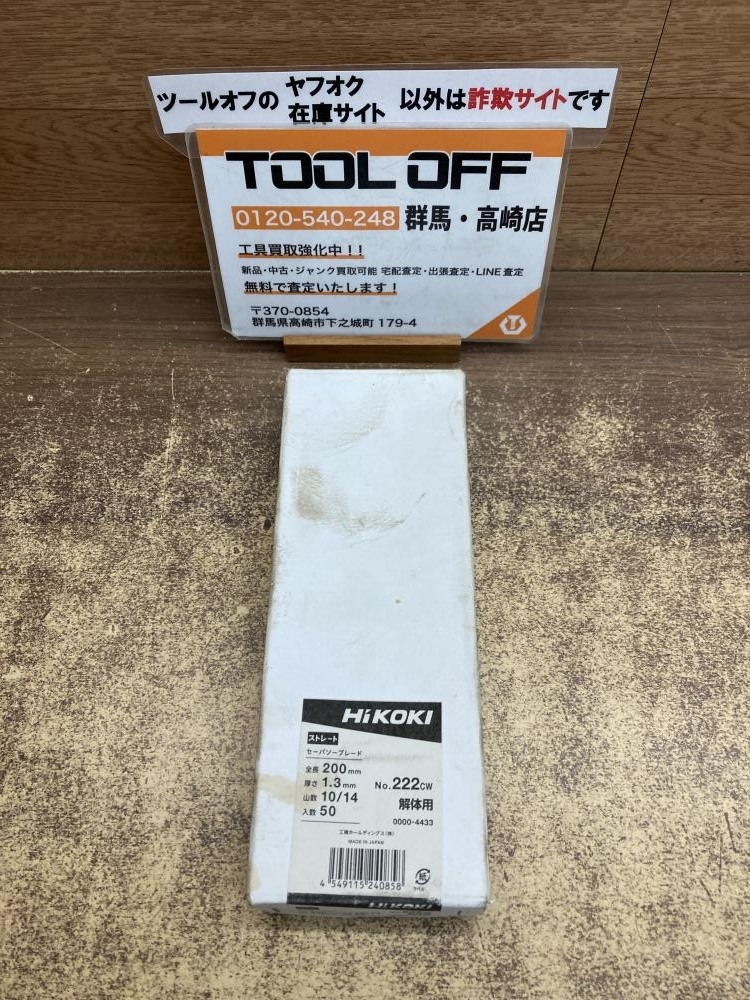 ツールオフの ヤフオク 在庫サイト 以外は詐欺サイトです
TOOL OFF
0120-540-248 群馬・高崎店
工具買取強化中！！
新品・中古・ジャンク買取可能 宅配査定・出張査定・LINE査定
無料で査定いたします！
〒370-0854
群馬県高崎市下之城町 179-4
HiKOKI
ストレート
セーバソーブレード
全長 200mm
厚さ 1.3mm No.222CW
山数 10/14 解体用
入数 50 0000-4433
工機ホールディングス(株)
MADE IN JAPAN
4 549115 240858
紙
ラベル
HiKOKI